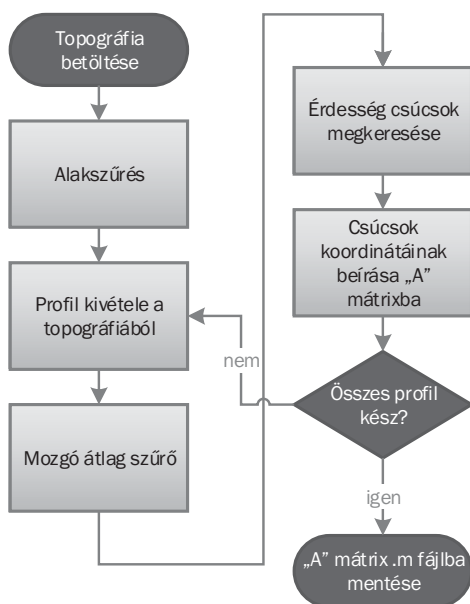 Topográfia
betöltése
Alakszűrés
Profil kivétele a
topográfiából
Mozgó átlag szűrő
Érdesség csúcsok
megkeresése
Csúcsok
koordinátáinak
beírása „A”
mátrixba
Összes profil
kész?
nem
igen
„A” mátrix .m fájlba
mentése